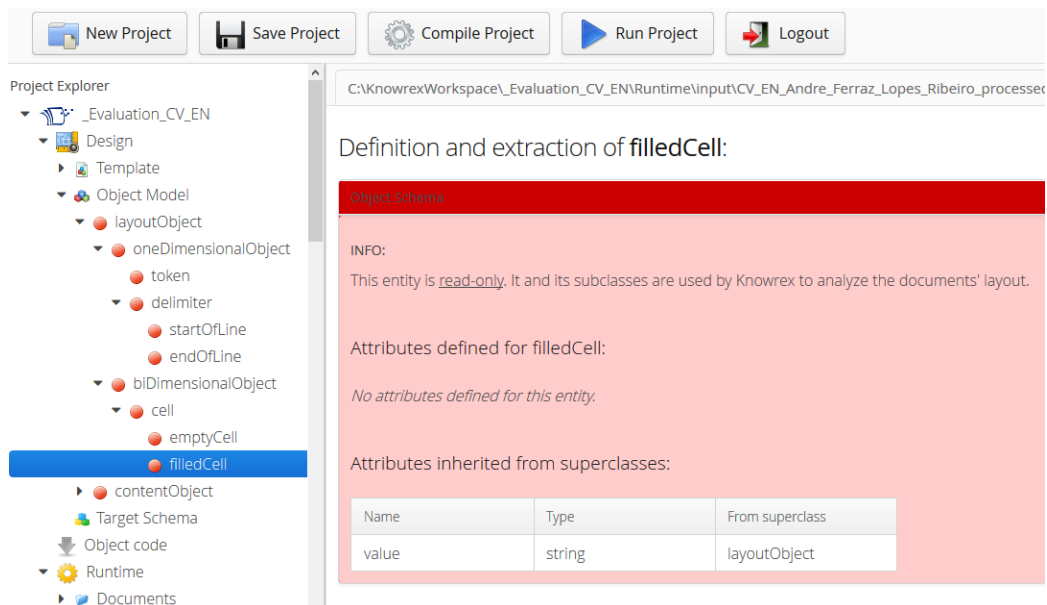 New Project
Save Project
Compile Project
Run Project
Logout
Project Explorer
_Evaluation_CV_EN
Design
Template
Object Model
layoutObject
oneDimensionalObject
token
delimiter
startOfLine
endOfLine
biDimensionalObject
cell
emptyCell
filledCell
contentObject
Target Schema
Object code
Runtime
Documents
C:\KnowrexWorkspace\_Evaluation_CV_EN\Runtime\input\CV_EN_Andre_Ferraz_Lopes_Ribeiro_processed
Definition and extraction of filledCell:
Object Schema
INFO:
This entity is read-only. It and its subclasses are used by Knowrex to analyze the documents' layout.
Attributes defined for filledCell:
No attributes defined for this entity.
Attributes inherited from superclasses:
Name Type From superclass
value string layoutObject